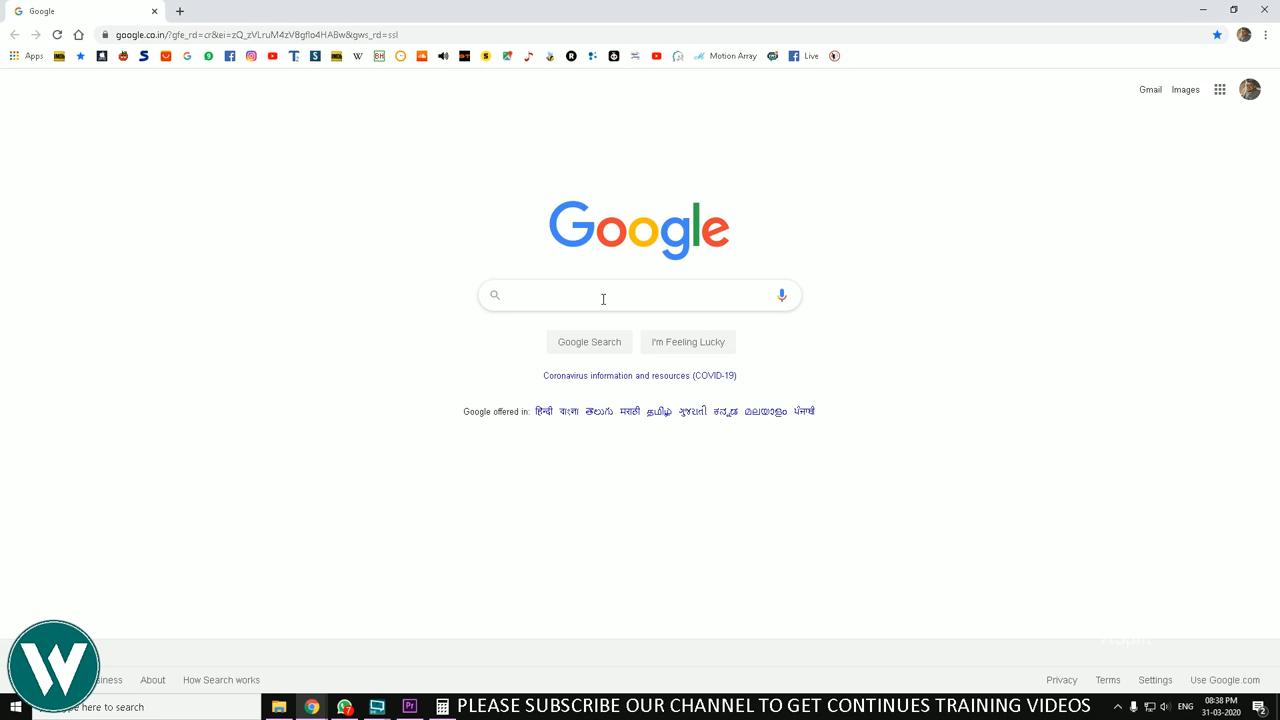 Google
google.co.in/?gfe_rd=cr&ei=zQ_zVLruM4zV8gflo4HABw&gws_rd=ssl
Apps
Motion Array
Live
Gmail Images
Google
Google Search I'm Feeling Lucky
Coronavirus information and resources (COVID-19)
Google offered in: हिन्दी বাংলা తెలుగు मराठी தமிழ் ગુજરાતી ಕನ್ನಡ മലയാളം ਪੰਜਾਬੀ
About How Search works Privacy Terms Settings Use Google.com
W
here to search
PLEASE SUBSCRIBE OUR CHANNEL TO GET CONTINUES TRAINING VIDEOS
ENG
08:38 PM
31-03-2020